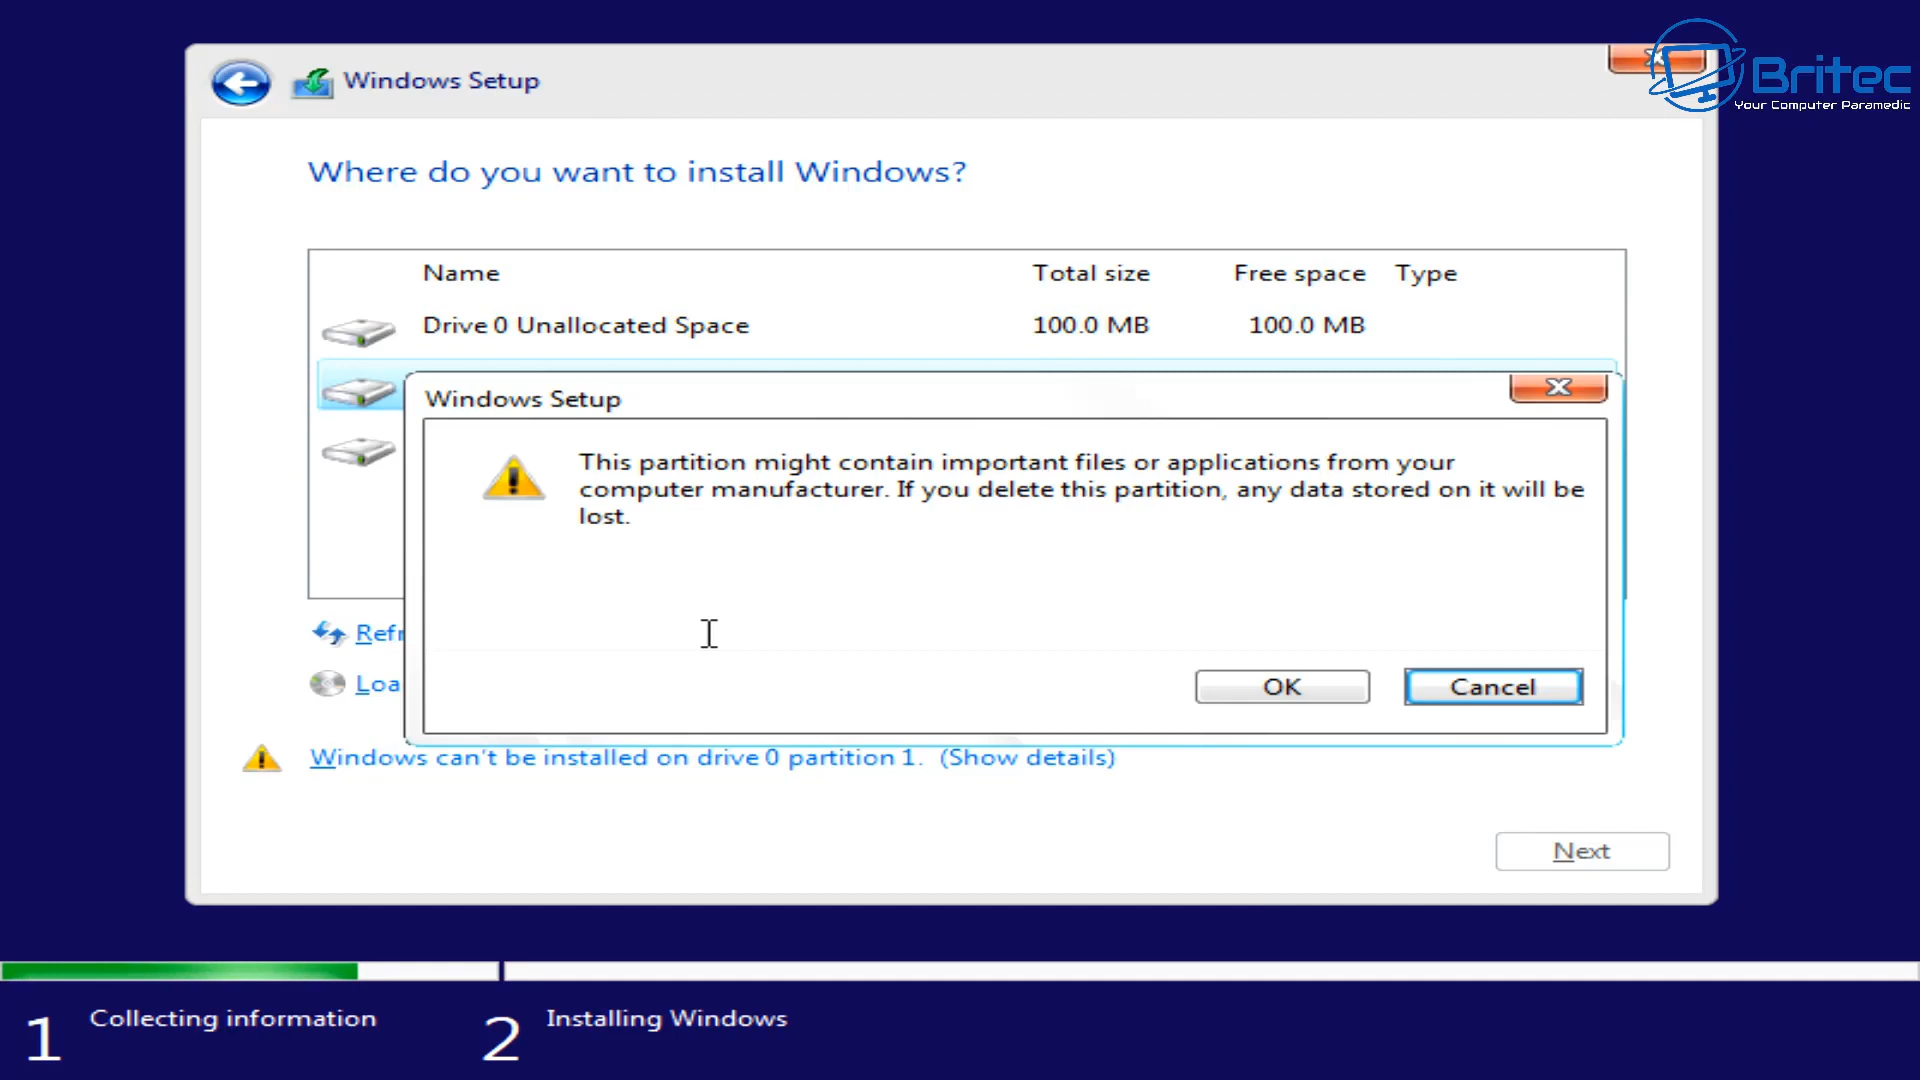 Britec
Your Computer Paramedic
Windows Setup
Where do you want to install Windows?
Name Total size Free space Type
Drive 0 Unallocated Space 100.0 MB 100.0 MB
Windows Setup
This partition might contain important files or applications from your
computer manufacturer. If you delete this partition, any data stored on it will be
lost.
Refr
Loa
OK Cancel
Windows can't be installed on drive 0 partition 1. (Show details)
Next
1 Collecting information 2 Installing Windows